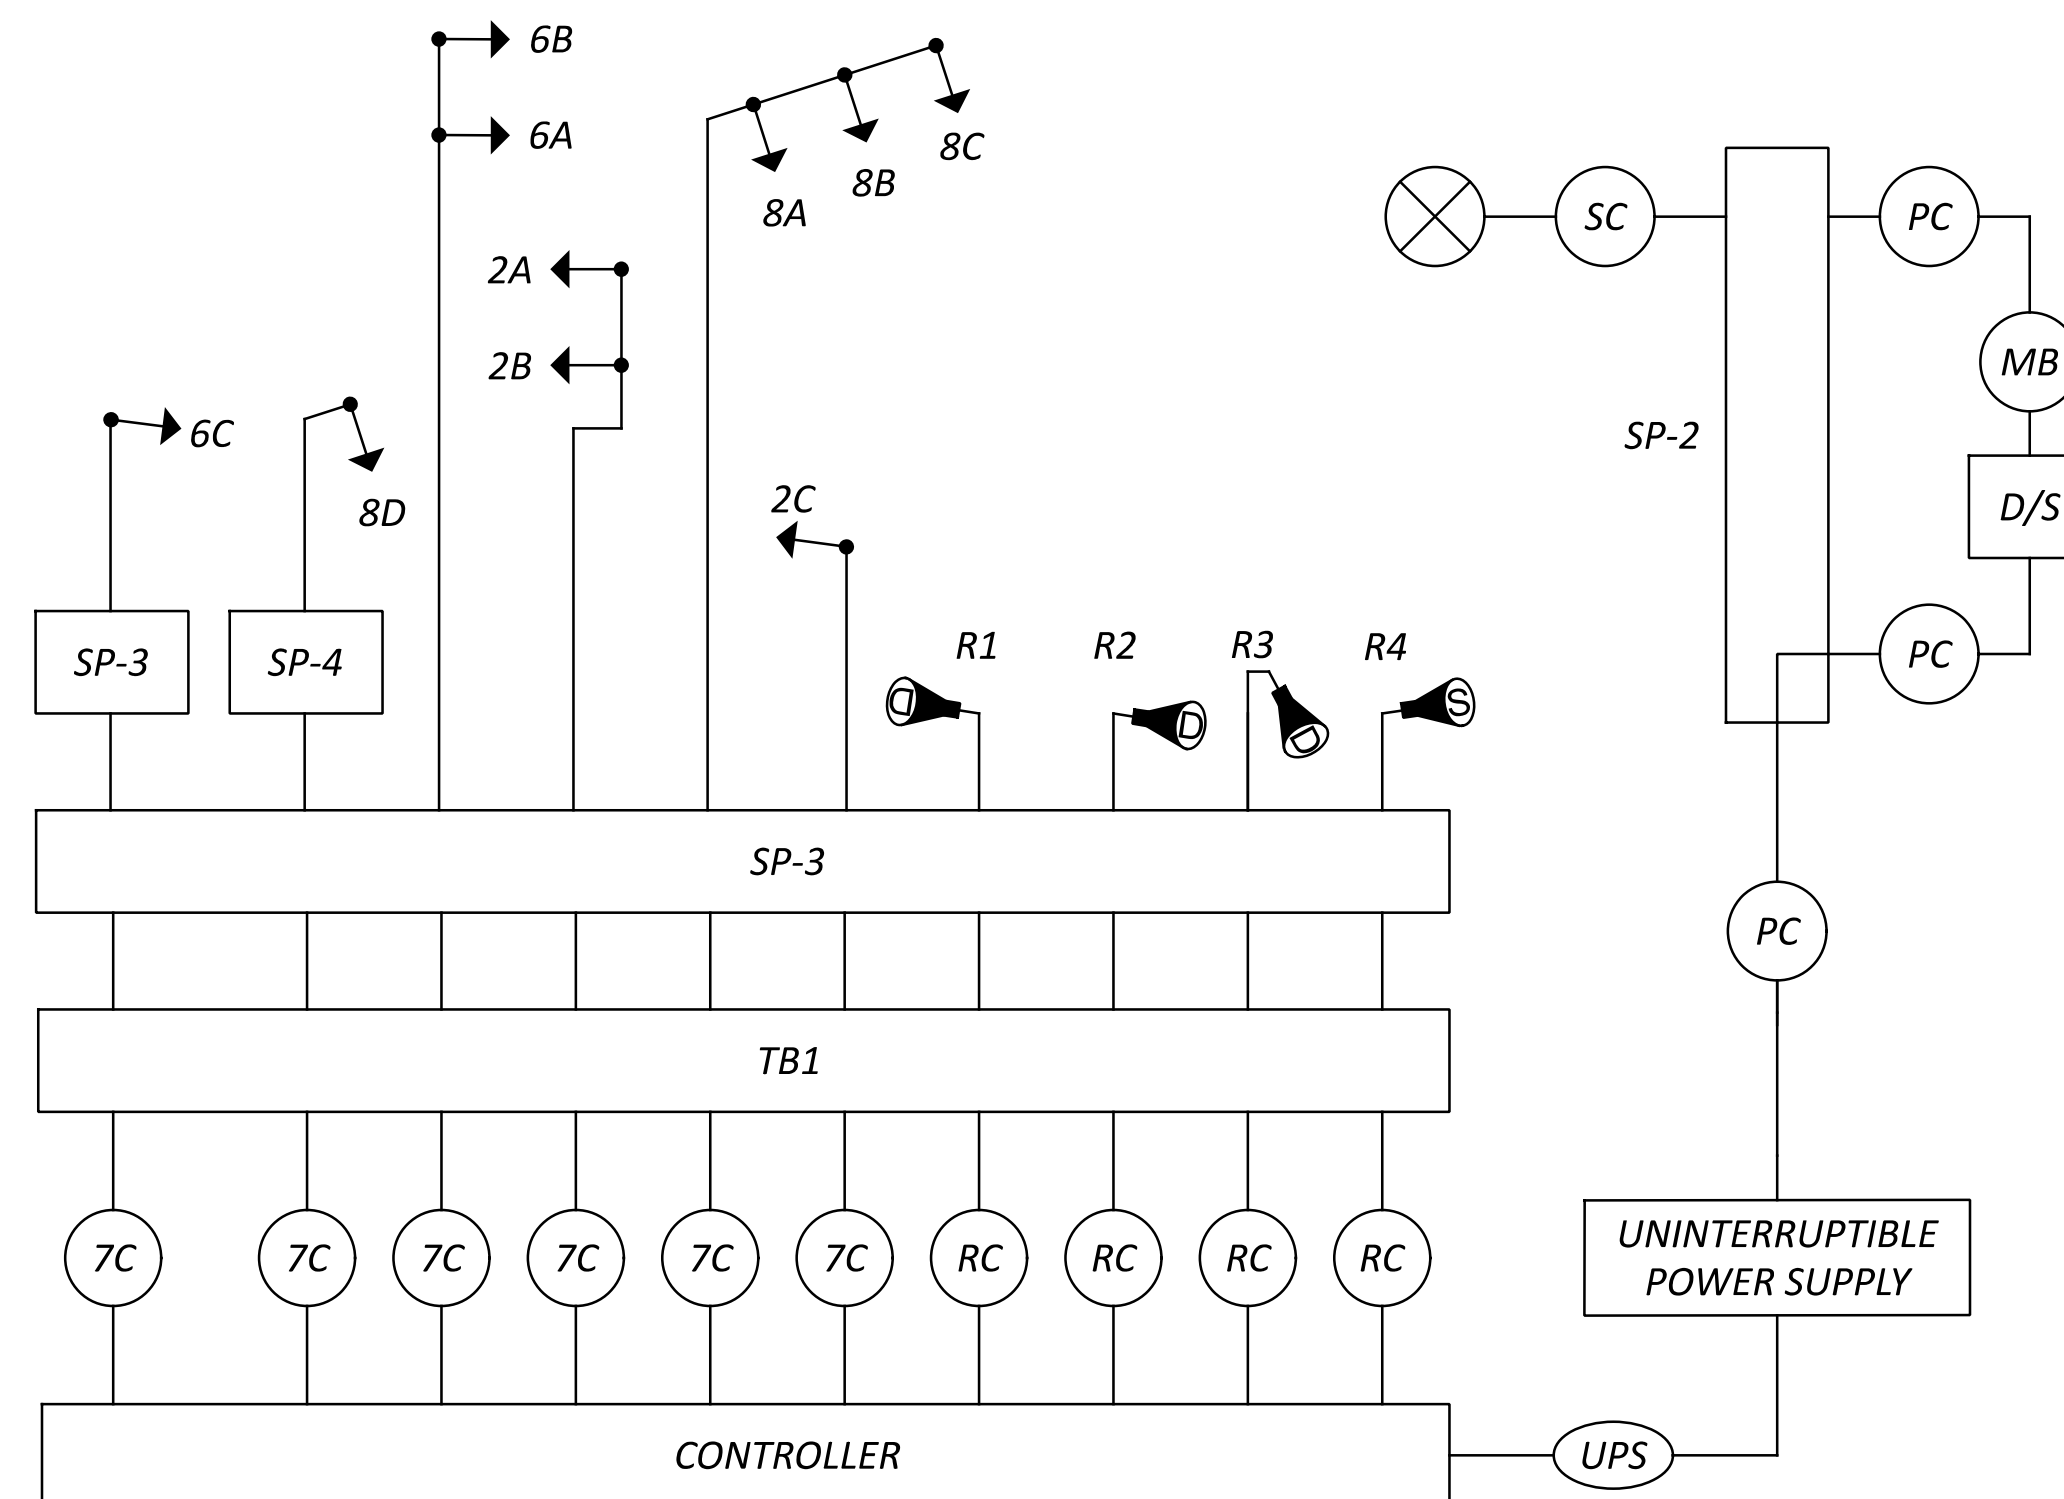 6B
6A
8C
8B
8A
2A
2B
SC
PC
MB
SP-2
6C
8D
2C
D/S
SP-3
SP-4
R1
R2
R3
R4
D
D
D
S
PC
SP-3
PC
TB1
7C
7C
7C
7C
7C
7C
RC
RC
RC
RC
UNINTERRUPTIBLE
POWER SUPPLY
CONTROLLER
UPS